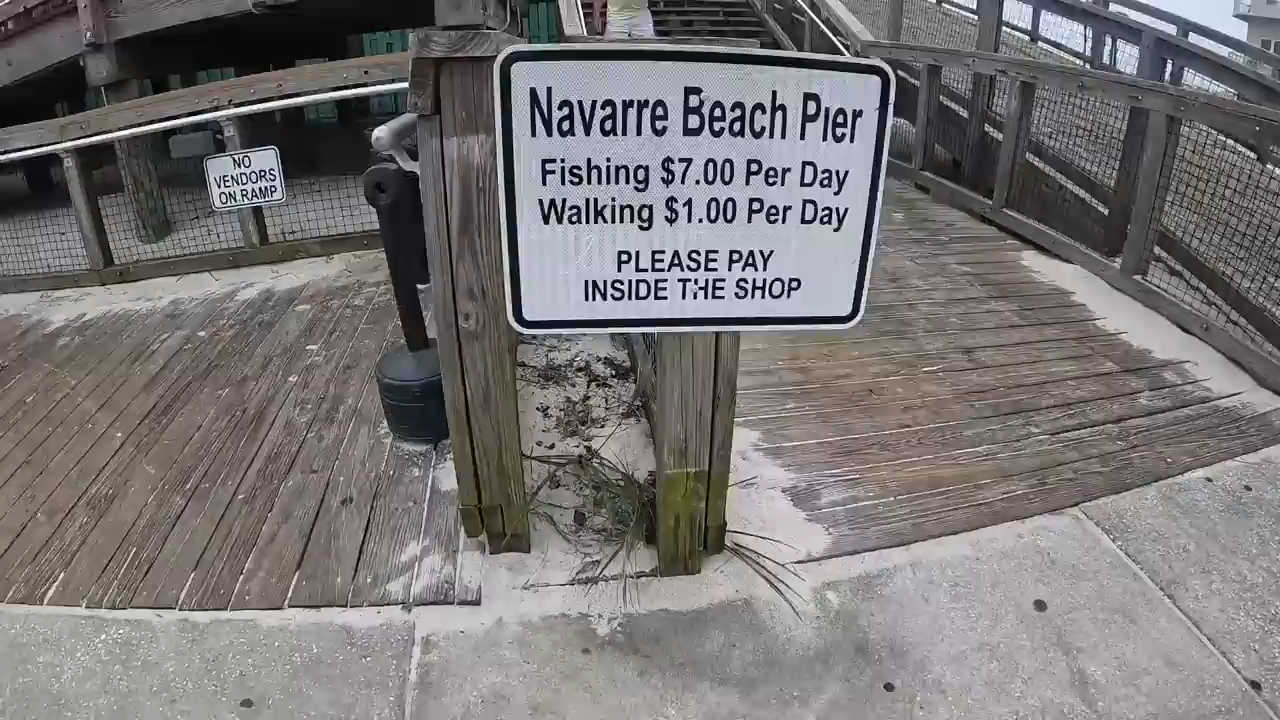 Navarre Beach Pier
Fishing $7.00 Per Day
Walking $1.00 Per Day
PLEASE PAY
INSIDE THE SHOP
NO
VENDORS
ON RAMP